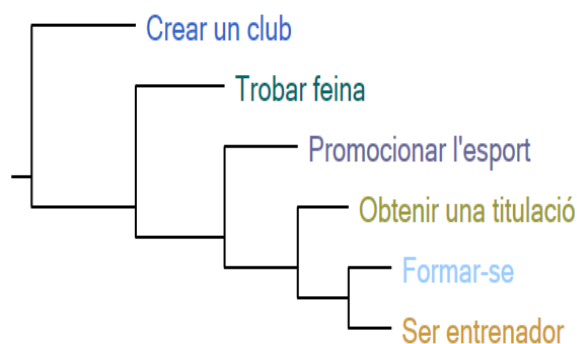 Crear un club
Trobar feina
Promocionar l'esport
Obtenir una titulació
Formar-se
Ser entrenador